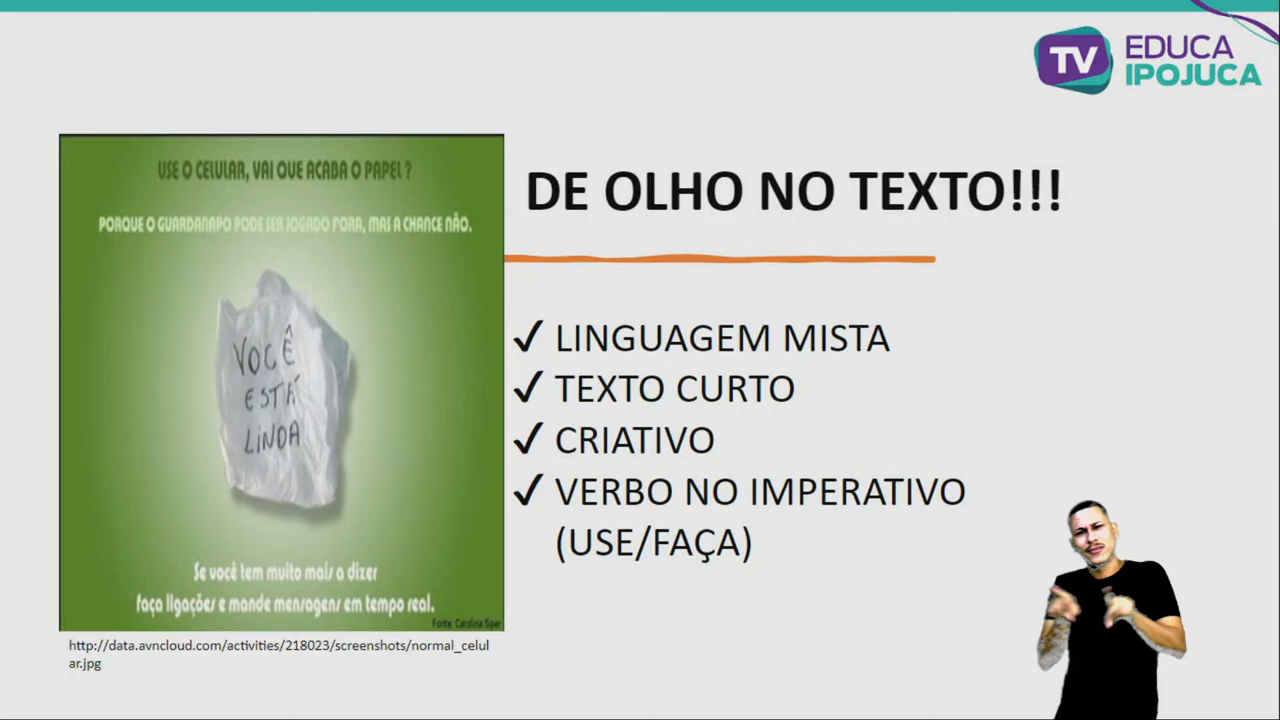 TV EDUCA
IPOJUCA
USE O CELULAR, VAI QUE ACABA O PAPEL ?
PORQUE O GUARDANAPO PODE SER JOGADO FORA, MAS A CHANCE NÃO.
VOCÊ
ESTÁ
LINDA
Se você tem muito mais a dizer
faça ligações e mande mensagens em tempo real.
Fonte: Carolina Siper
http://data.avncloud.com/activities/218023/screenshots/normal_celul
ar.jpg
DE OLHO NO TEXTO!!!
✓ LINGUAGEM MISTA
✓ TEXTO CURTO
✓ CRIATIVO
✓ VERBO NO IMPERATIVO
(USE/FAÇA)